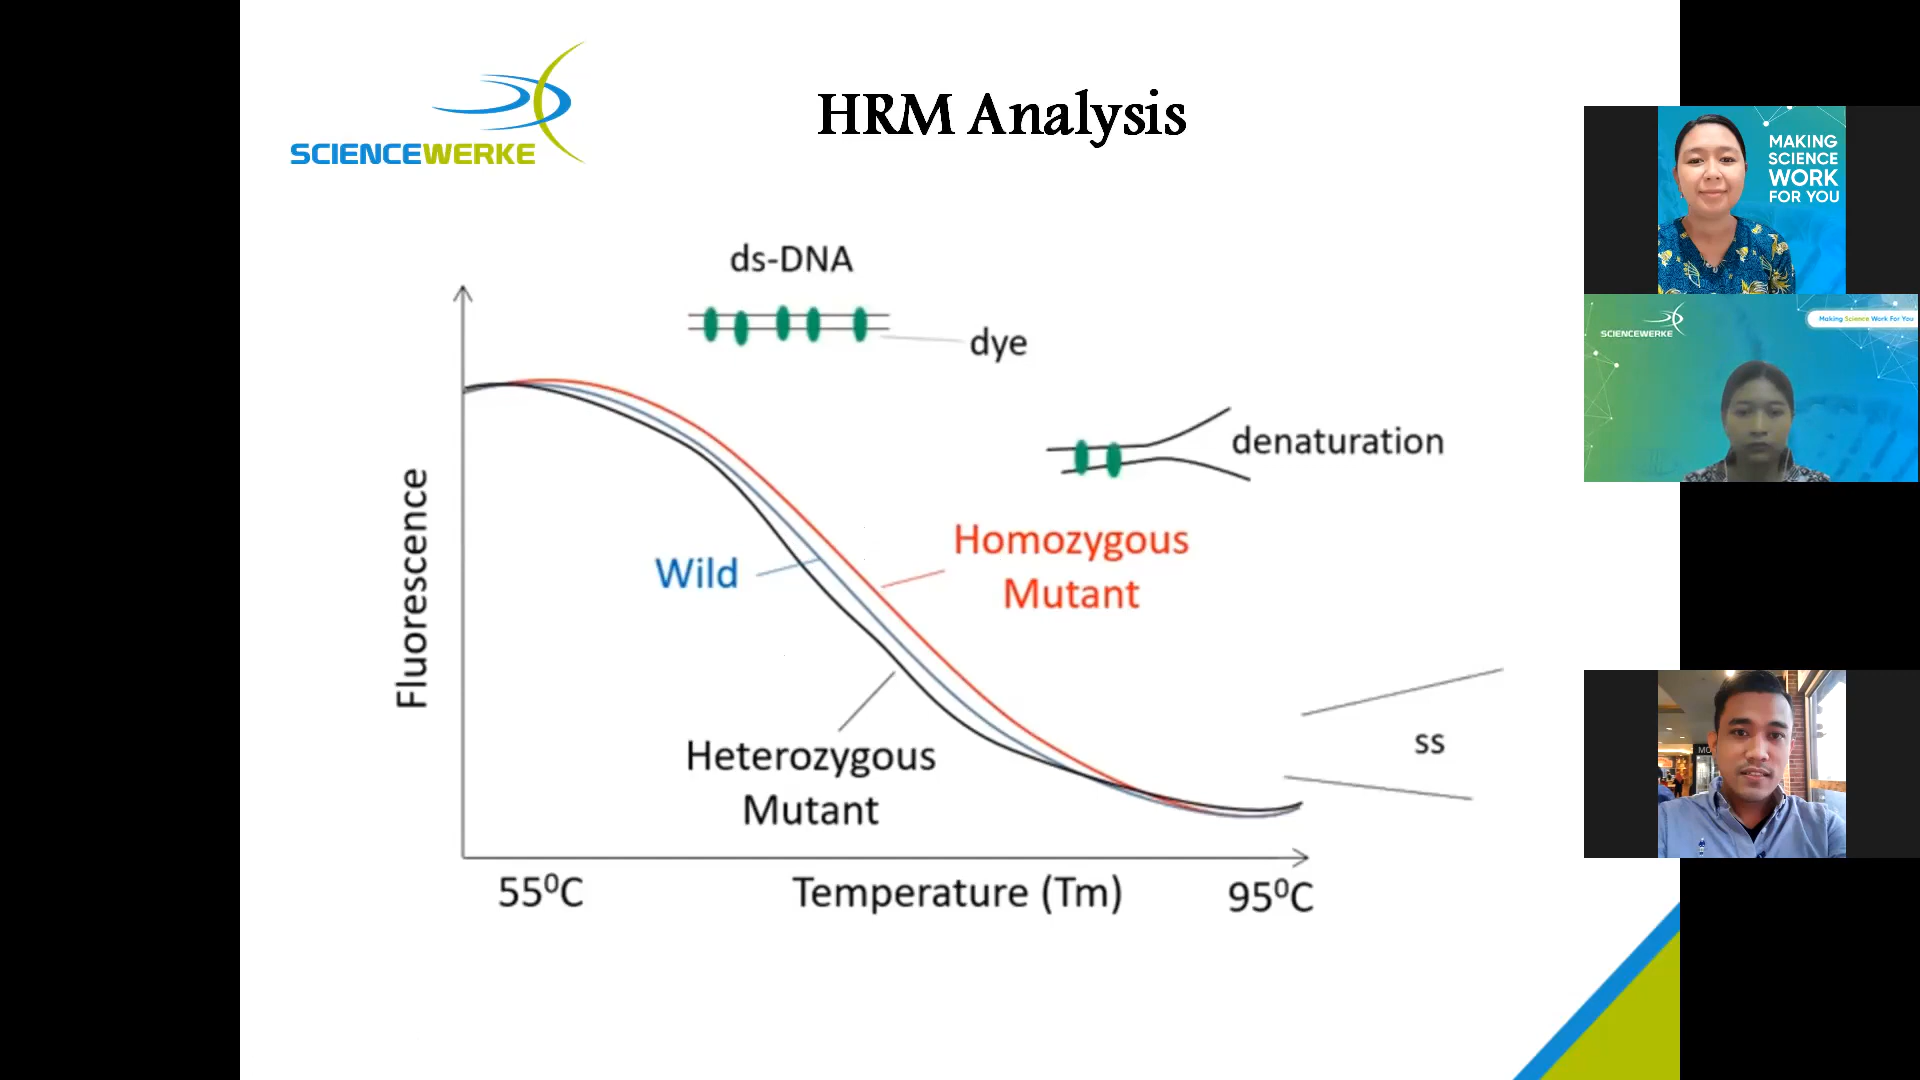 SCIENCEWERKE
HRM Analysis
ds-DNA
dye
denaturation
Fluorescence
Wild
Homozygous
Mutant
Heterozygous
Mutant
ss
55⁰C
Temperature (Tm)
95⁰C
MAKING
SCIENCE
WORK
FOR YOU
SCIENCEWERKE
Making Science Work For You
MO